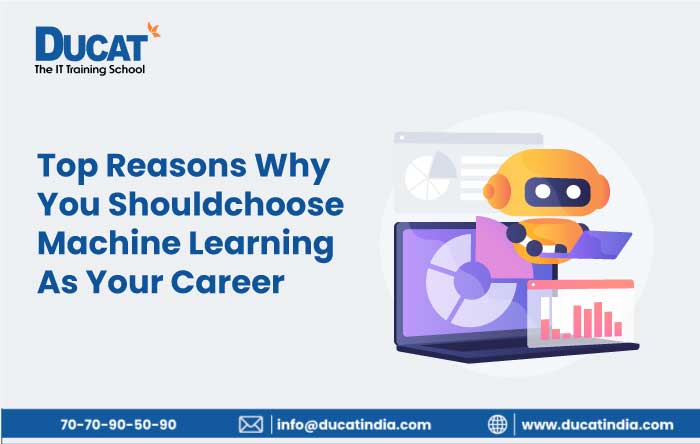 DUCAT
The IT Training School
Top Reasons Why
You Shouldchoose
Machine Learning
As Your Career
70-70-90-50-90 | info@ducatindia.com | www.ducatindia.com